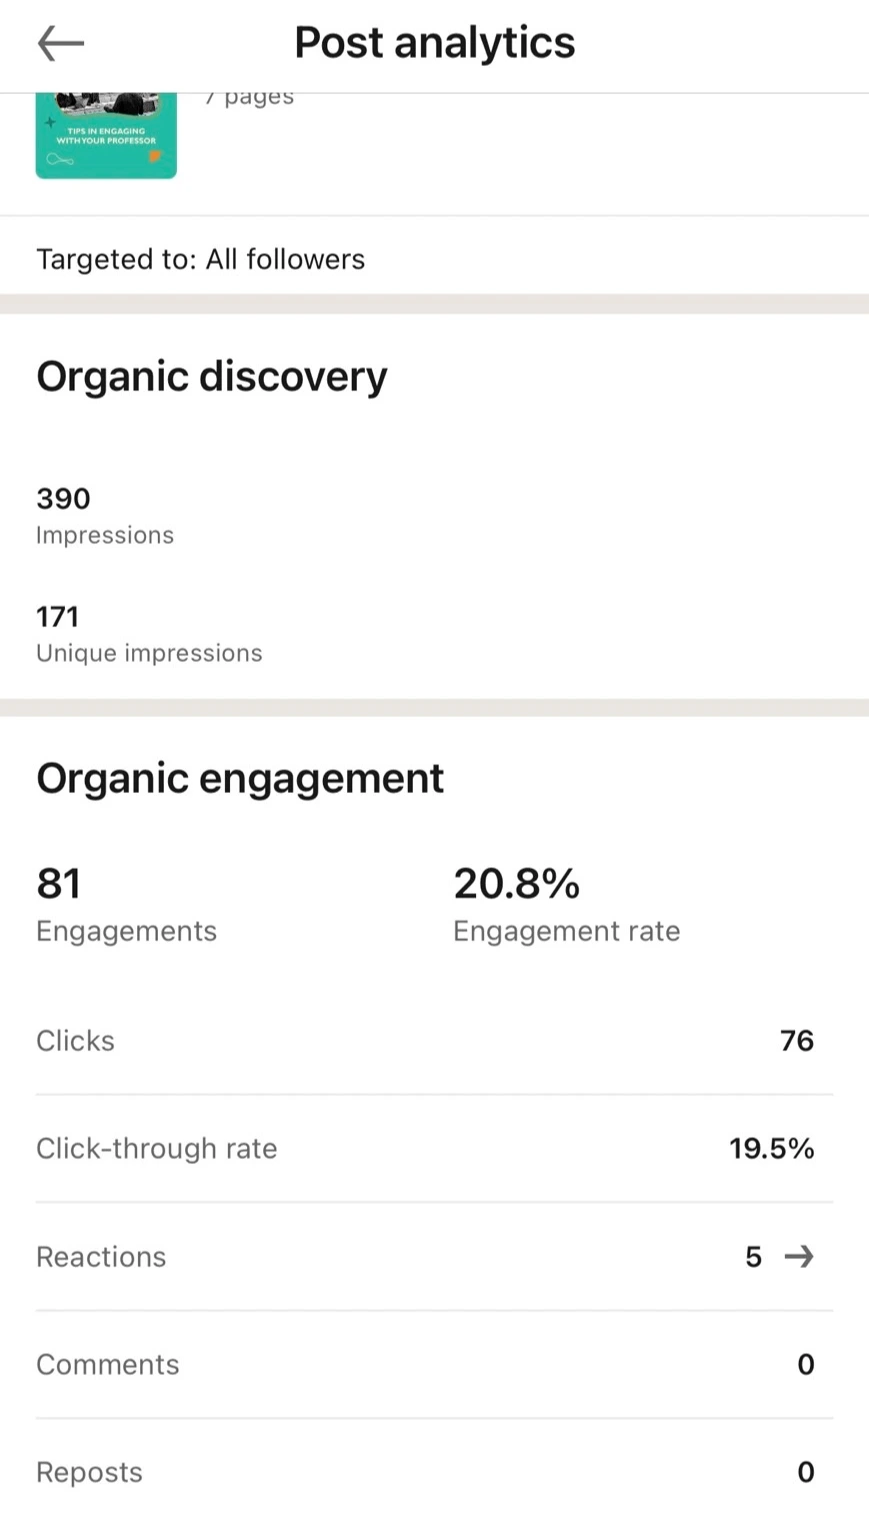 Post analytics
7 pages
TIPS IN ENGAGING
WITH YOUR PROFESSOR
Targeted to: All followers
Organic discovery
390
Impressions
171
Unique impressions
Organic engagement
81
Engagements
20.8%
Engagement rate
Clicks 76
Click-through rate 19.5%
Reactions 5 →
Comments 0
Reposts 0